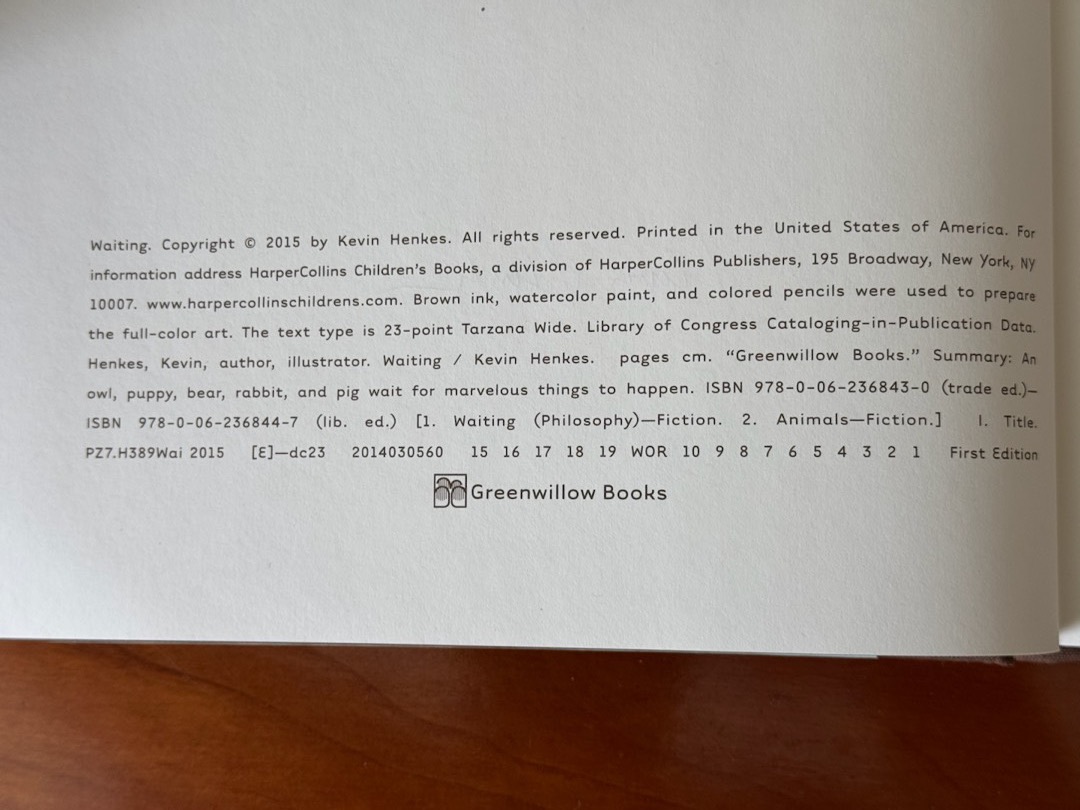 Waiting. Copyright © 2015 by Kevin Henkes. All rights reserved. Printed in the United States of America. For
information address HarperCollins Children's Books, a division of HarperCollins Publishers, 195 Broadway, New York, NY
10007. www.harpercollinschildrens.com. Brown ink, watercolor paint, and colored pencils were used to prepare
the full-color art. The text type is 23-point Tarzana Wide. Library of Congress Cataloging-in-Publication Data.
Henkes, Kevin, author, illustrator. Waiting / Kevin Henkes. pages cm. “Greenwillow Books.” Summary: An
owl, puppy, bear, rabbit, and pig wait for marvelous things to happen. ISBN 978-0-06-236843-0 (trade ed.)—
ISBN 978-0-06-236844-7 (lib. ed.) [1. Waiting (Philosophy)—Fiction. 2. Animals—Fiction.] I. Title.
PZ7.H389Wai 2015 [E]—dc23 2014030560 15 16 17 18 19 WOR 10 9 8 7 6 5 4 3 2 1 First Edition
Greenwillow Books